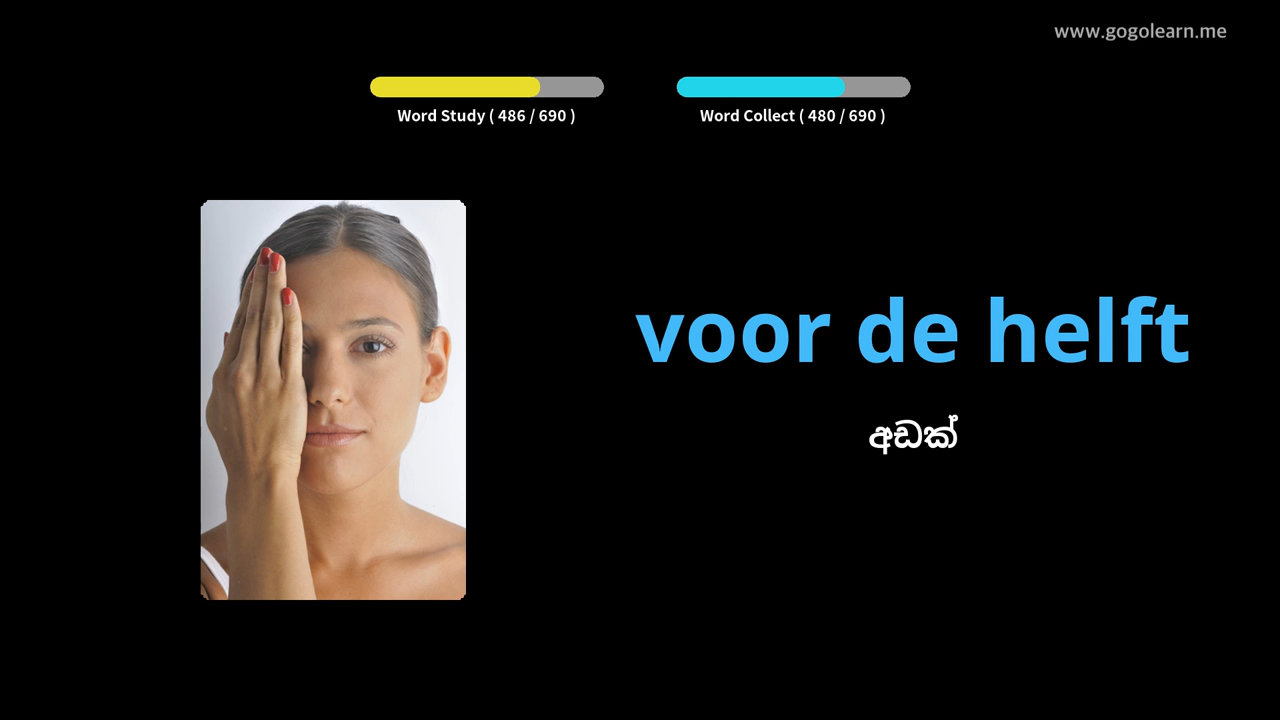 www.gogolearn.me
Word Study ( 486 / 690 )
Word Collect ( 480 / 690 )
voor de helft
අඩක්